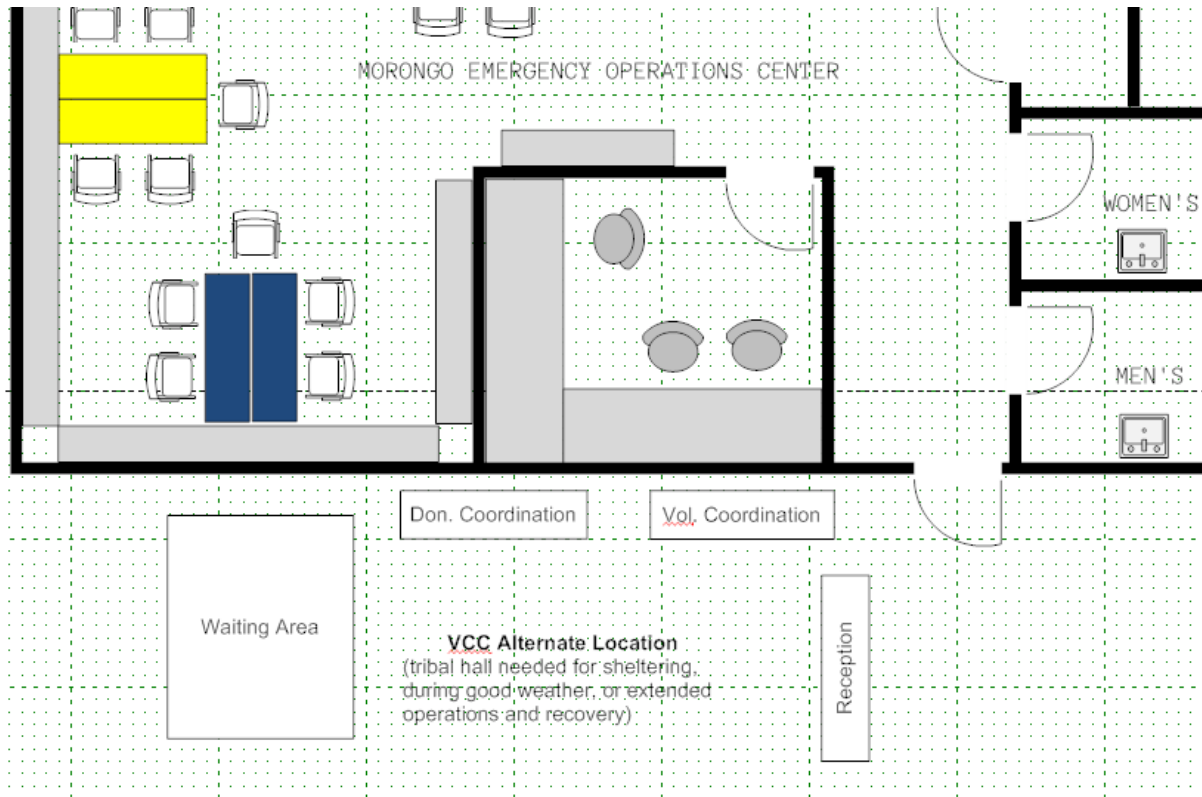 MORONGO EMERGENCY OPERATIONS CENTER
WOMEN'S
MEN'S
Don. Coordination
Vol. Coordination
Waiting Area
VCC Alternate Location
(tribal hall needed for sheltering,
during good weather, or extended
operations and recovery)
Reception